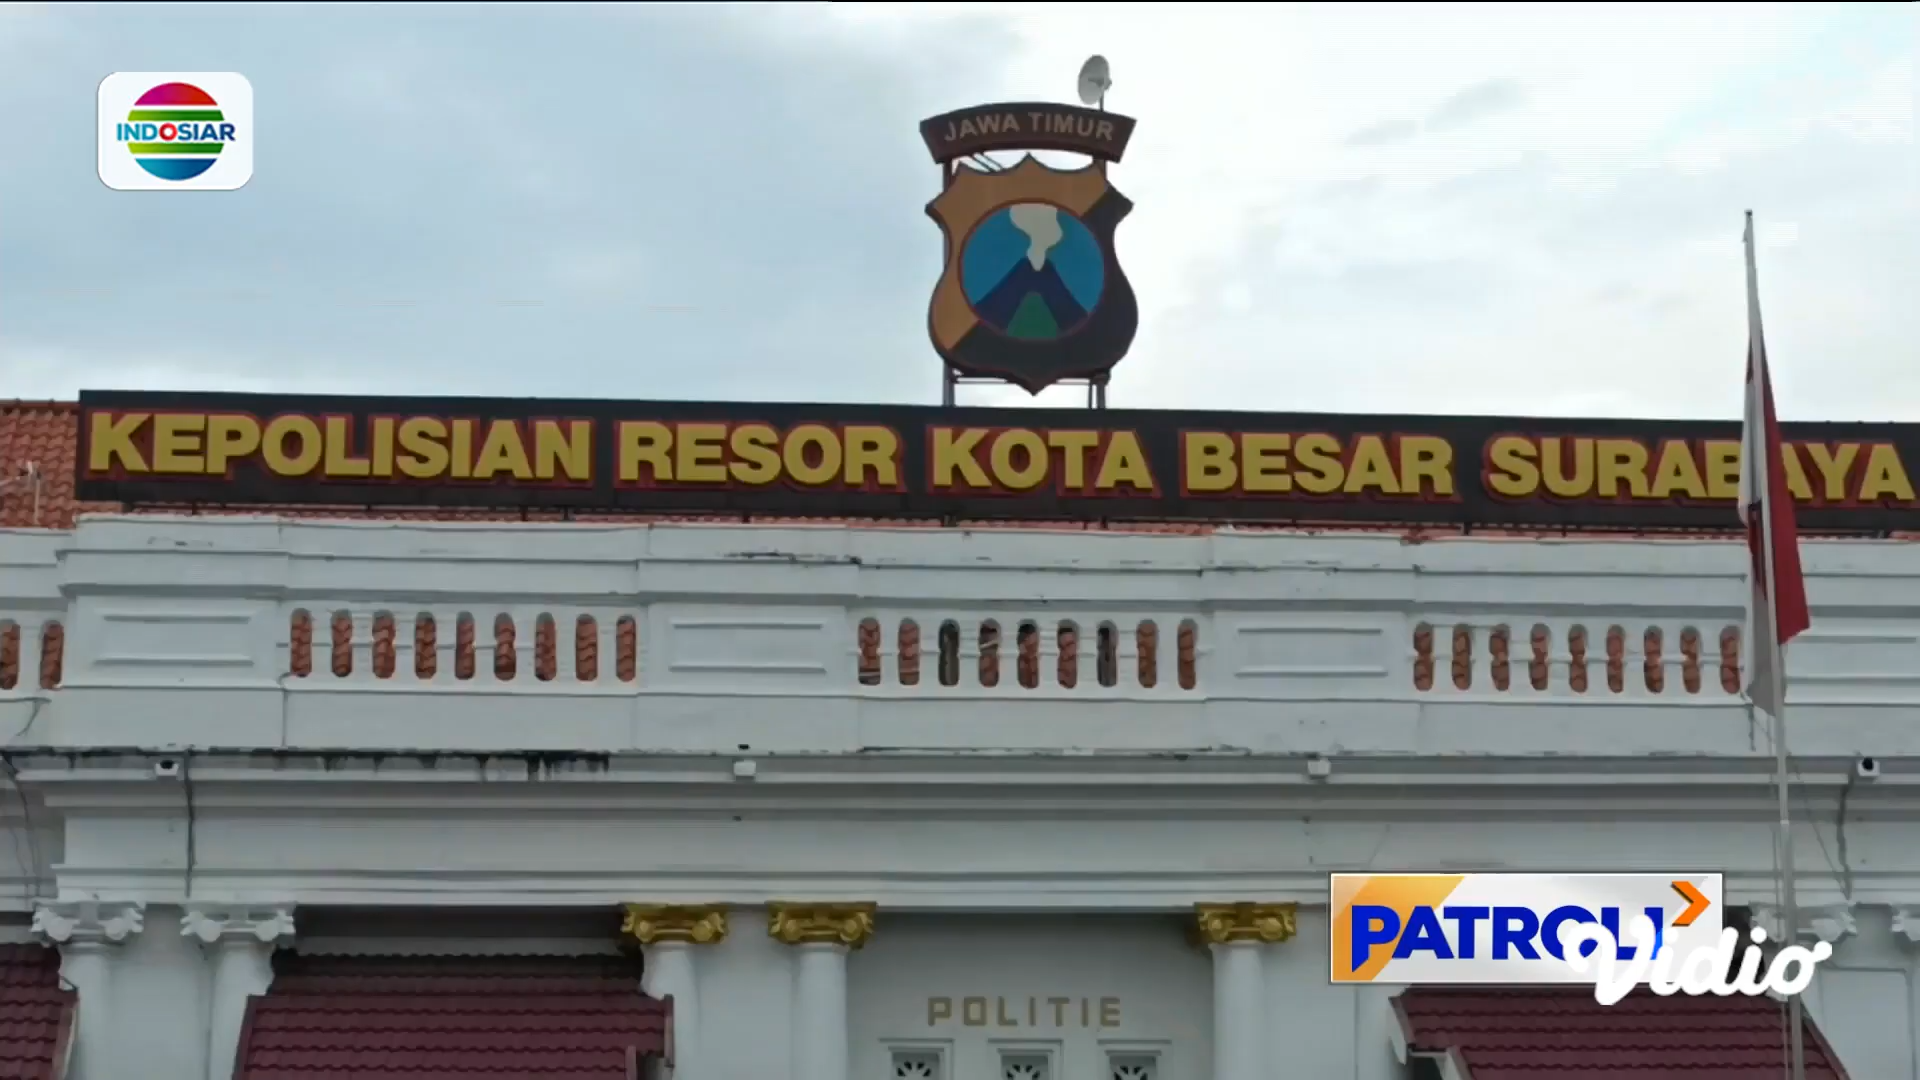 INDOSIAR
JAWA TIMUR
KEPOLISIAN RESOR KOTA BESAR SURABAYA
PATROLI
Vidio
POLITIE